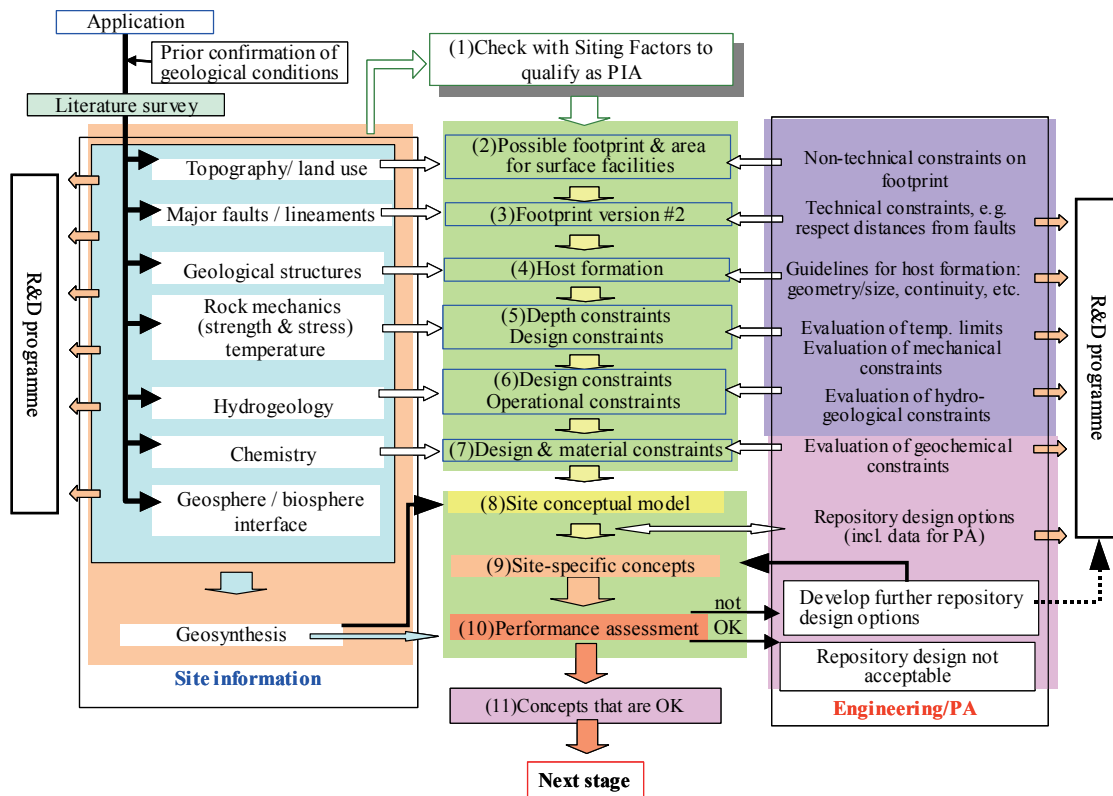 Application
Prior confirmation of
geological conditions
Literature survey
(1)Check with Siting Factors to
qualify as PIA
R&D programme
Topography/ land use
Major faults / lineaments
Geological structures
Rock mechanics
(strength & stress)
temperature
Hydrogeology
Chemistry
Geosphere / biosphere
interface
Geosynthesis
Site information
(2)Possible footprint & area
for surface facilities
(3)Footprint version #2
(4) Host formation
(5) Depth constraints
Design constraints
(6) Design constraints
Operational constraints
(7) Design & material constraints
(8)Site conceptual model
(9)Site-specific concepts
(10)Performance assessment
not
OK
(11)Concepts that are OK
Next stage
Non-technical constraints on
footprint
Technical constraints, e.g.
respect distances from faults
Guidelines for host formation:
geometry/size, continuity, etc.
Evaluation of temp. limits
Evaluation of mechanical
constraints
Evaluation of hydro-
geological constraints
Evaluation of geochemical
constraints
Repository design options
(incl. data for PA)
Develop further repository
design options
Repository design not
acceptable
Engineering/PA
R&D programme